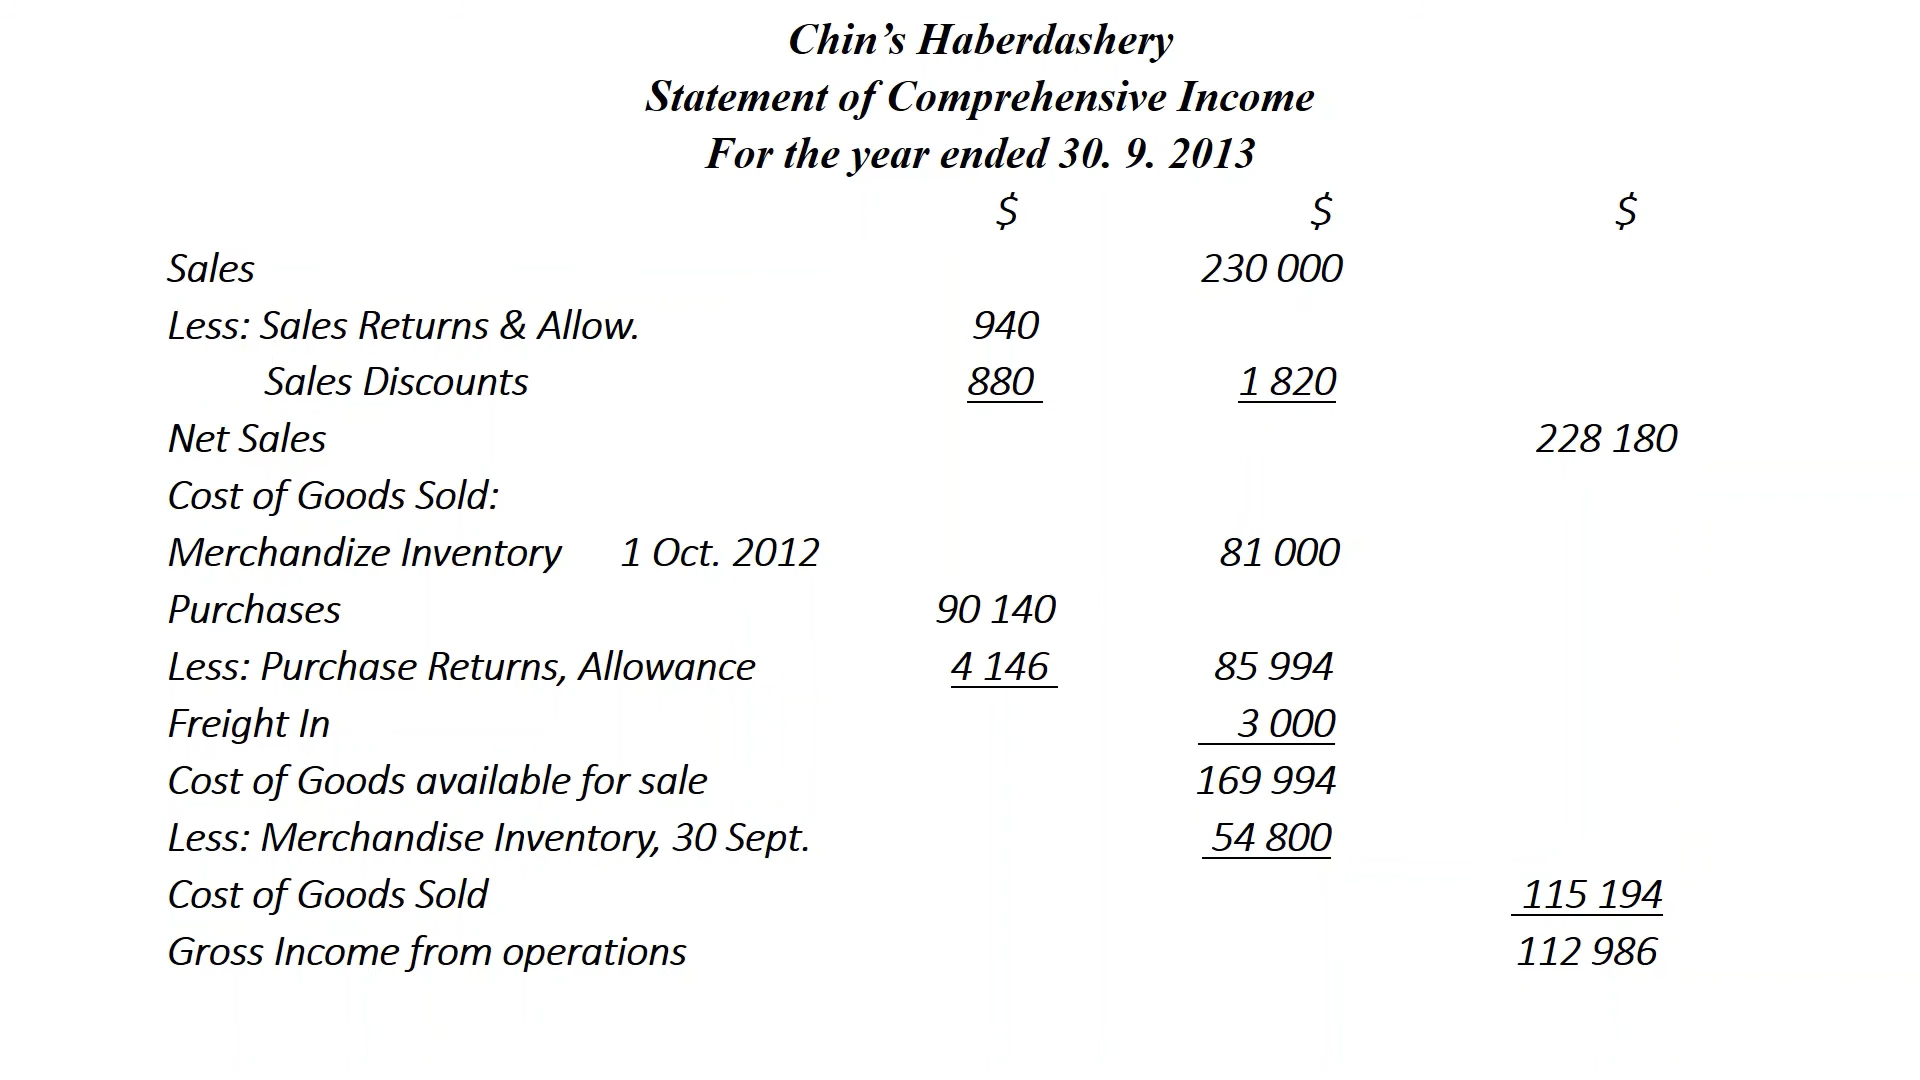 Chin’s Haberdashery
Statement of Comprehensive Income
For the year ended 30. 9. 2013
$ $ $
Sales 230 000
Less: Sales Returns & Allow. 940
Sales Discounts 880 1 820
Net Sales 228 180
Cost of Goods Sold:
Merchandize Inventory 1 Oct. 2012 81 000
Purchases 90 140
Less: Purchase Returns, Allowance 4 146 85 994
Freight In 3 000
Cost of Goods available for sale 169 994
Less: Merchandise Inventory, 30 Sept. 54 800
Cost of Goods Sold 115 194
Gross Income from operations 112 986